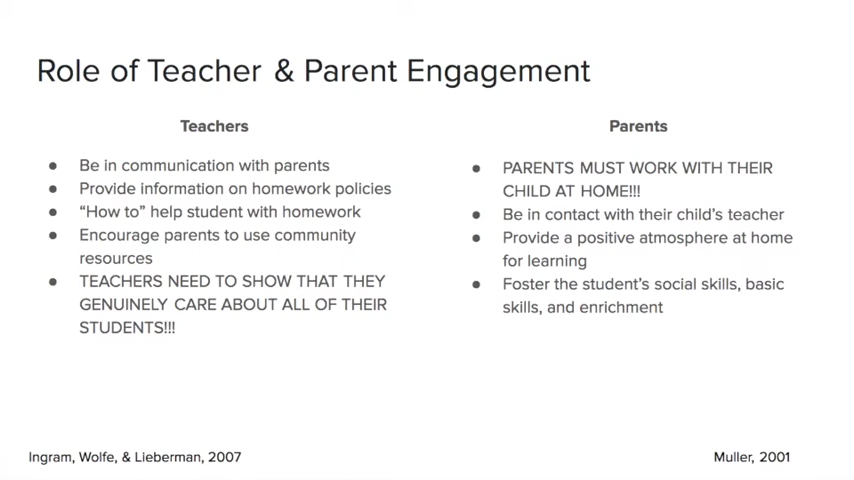 Role of Teacher & Parent Engagement
Teachers
● Be in communication with parents
● Provide information on homework policies
● “How to” help student with homework
● Encourage parents to use community
resources
● TEACHERS NEED TO SHOW THAT THEY
GENUINELY CARE ABOUT ALL OF THEIR
STUDENTS!!!
Parents
● PARENTS MUST WORK WITH THEIR
CHILD AT HOME!!!
● Be in contact with their child’s teacher
● Provide a positive atmosphere at home
for learning
● Foster the student’s social skills, basic
skills, and enrichment
Ingram, Wolfe, & Lieberman, 2007
Muller, 2001